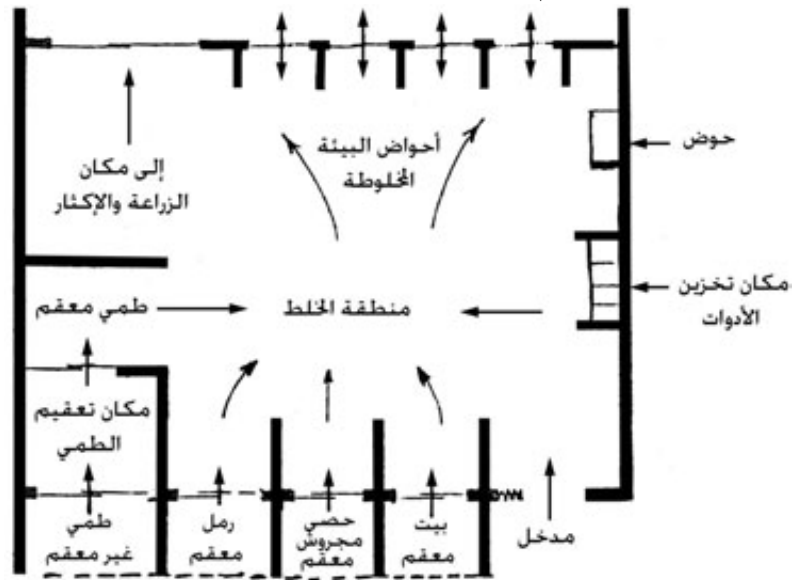 أحواض البيئة
المخلوطة
حوض
إلى مكان
الزراعة والإكثار
طمي معقم
منطقة الخلط
مكان تخزين
الأدوات
مكان تعقيم
الطمي
مدخل
بيت
معقم
حصى
مجروش
معقم
رمل
معقم
طمي
غير معقم